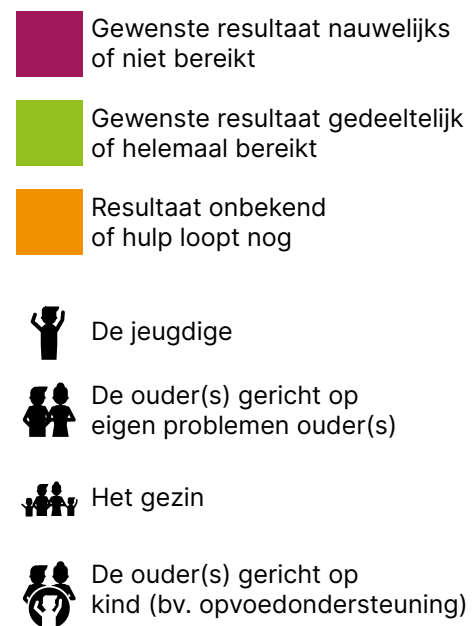 Gewenste resultaat nauwelijks
of niet bereikt
Gewenste resultaat gedeeltelijk
of helemaal bereikt
Resultaat onbekend
of hulp loopt nog
De jeugdige
De ouder(s) gericht op
eigen problemen ouder(s)
Het gezin
De ouder(s) gericht op
kind (bv. opvoedondersteuning)